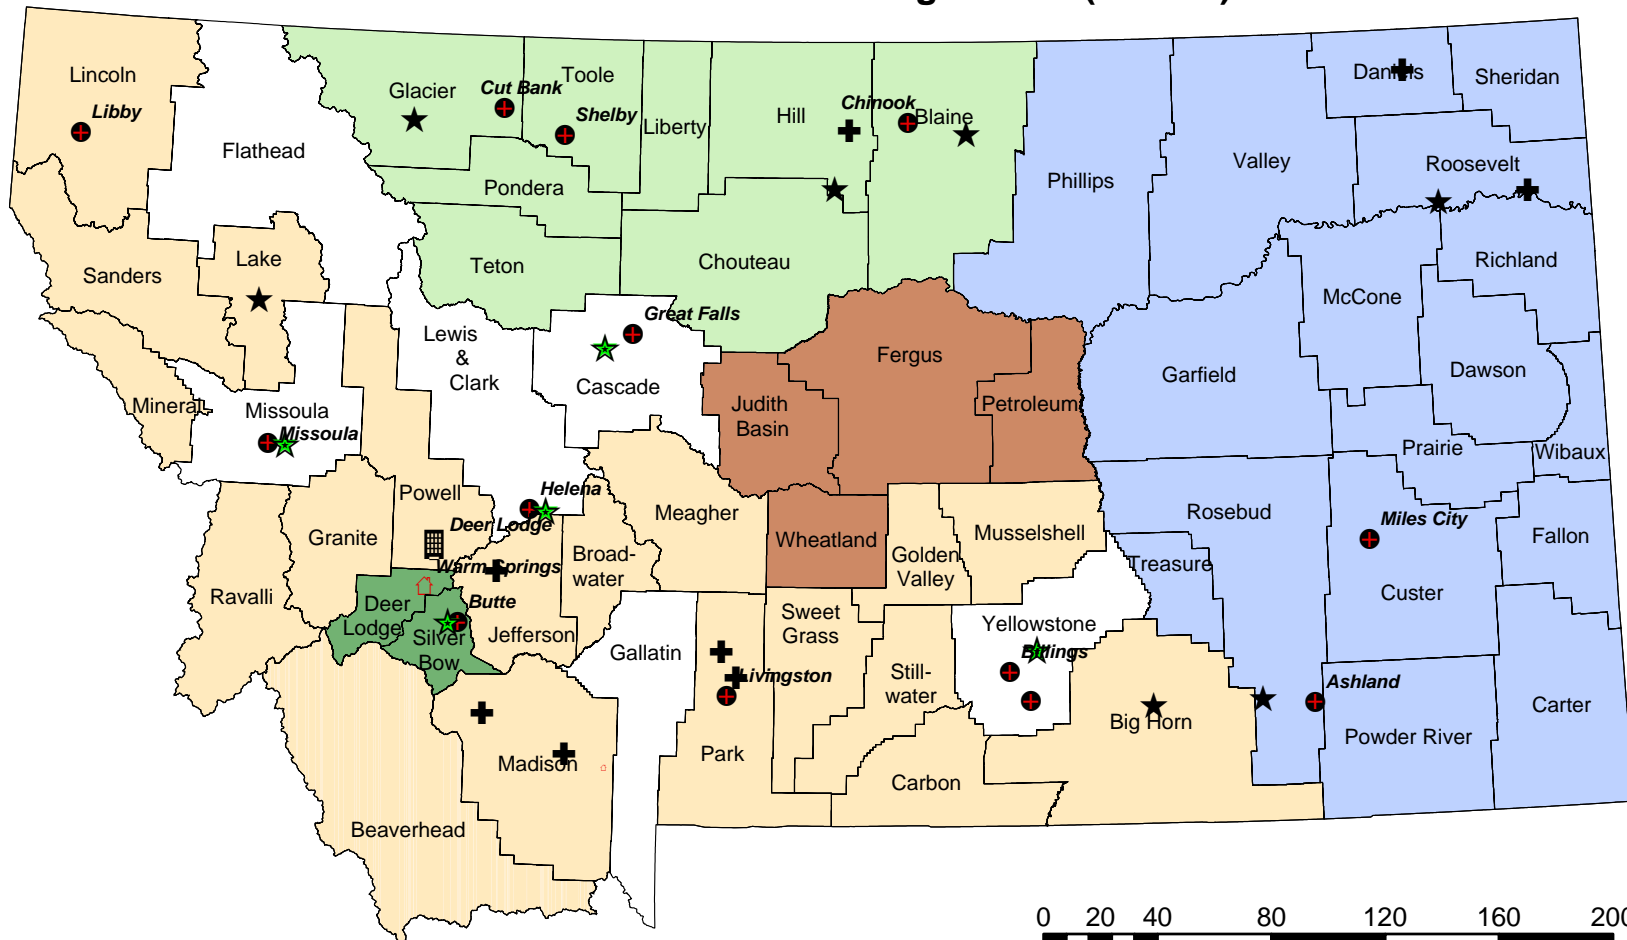 Lincoln
Libby
Glacier
Cut Bank
Toole
Shelby
Liberty
Hill
Chinook
Blaine
Phillips
Valley
Daniels
Sheridan
Roosevelt
Flathead
Pondera
Teton
Chouteau
Richland
McCone
Sanders
Lake
Lewis
&
Clark
Great Falls
Cascade
Fergus
Judith
Basin
Petroleum
Garfield
Dawson
Prairie
Wibaux
Mineral
Missoula
Missoula
Powell
Helena
Granite
Deer Lodge
Warm Springs
Meagher
Broad-
water
Wheatland
Golden
Valley
Musselshell
Rosebud
Treasure
Miles City
Custer
Fallon
Ravalli
Deer
Lodge
Butte
Silver
Bow
Jefferson
Gallatin
Sweet
Grass
Livingston
Park
Still-
water
Yellowstone
Billings
Big Horn
Ashland
Powder River
Carter
Carbon
Madison
Beaverhead
0 20 40 80 120 160 200